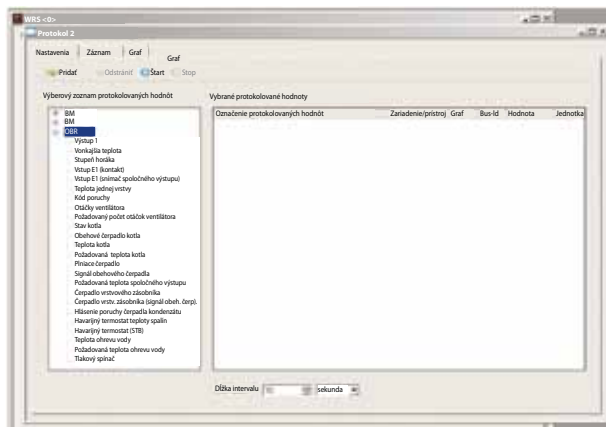 WRS <0>
Protokol 2
Nastavenia Záznam Graf
Graf
Pridať Odstrániť Štart Stop
Výberový zoznam protokolovaných hodnôt Vybrané protokolované hodnoty
Označenie protokolovaných hodnôt Zariadenie/prístroj Graf Bus-Id Hodnota Jednotka
BM
BM
OBR
Výstup 1
Vonkajšia teplota
Stupeň horáka
Vstup E1 (kontakt)
Vstup E1 (snímač spoločného výstupu)
Teplota jednej vrstvy
Kód poruchy
Otáčky ventilátora
Požadovaný počet otáčok ventilátora
Stav kotla
Obehové čerpadlo kotla
Teplota kotla
Požadovaná teplota kotla
Plniace čerpadlo
Signál obehového čerpadla
Požadovaná teplota spoločného výstupu
Čerpadlo vrstvového zásobníka
Čerpadlo vrstv. zásobníka (signál obeh. čerp).
Hlásenie poruchy čerpadla kondenzátu
Havarijný termostat teploty spalín
Havarijný termostat (STB)
Teplota ohrevu vody
Požadovaná teplota ohrevu vody
Tlakový spínač
Dĺžka intervalu sekunda